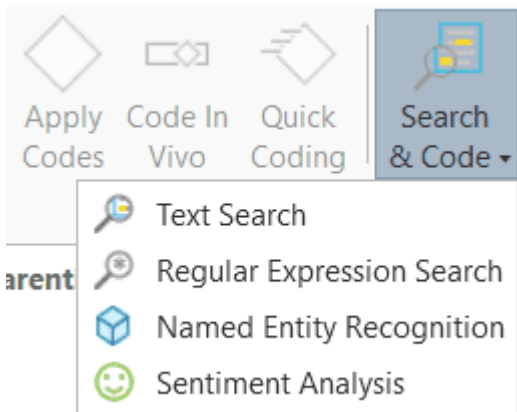 Apply Codes
Code In Vivo
Quick Coding
Search & Code
Text Search
arent
Regular Expression Search
Named Entity Recognition
Sentiment Analysis